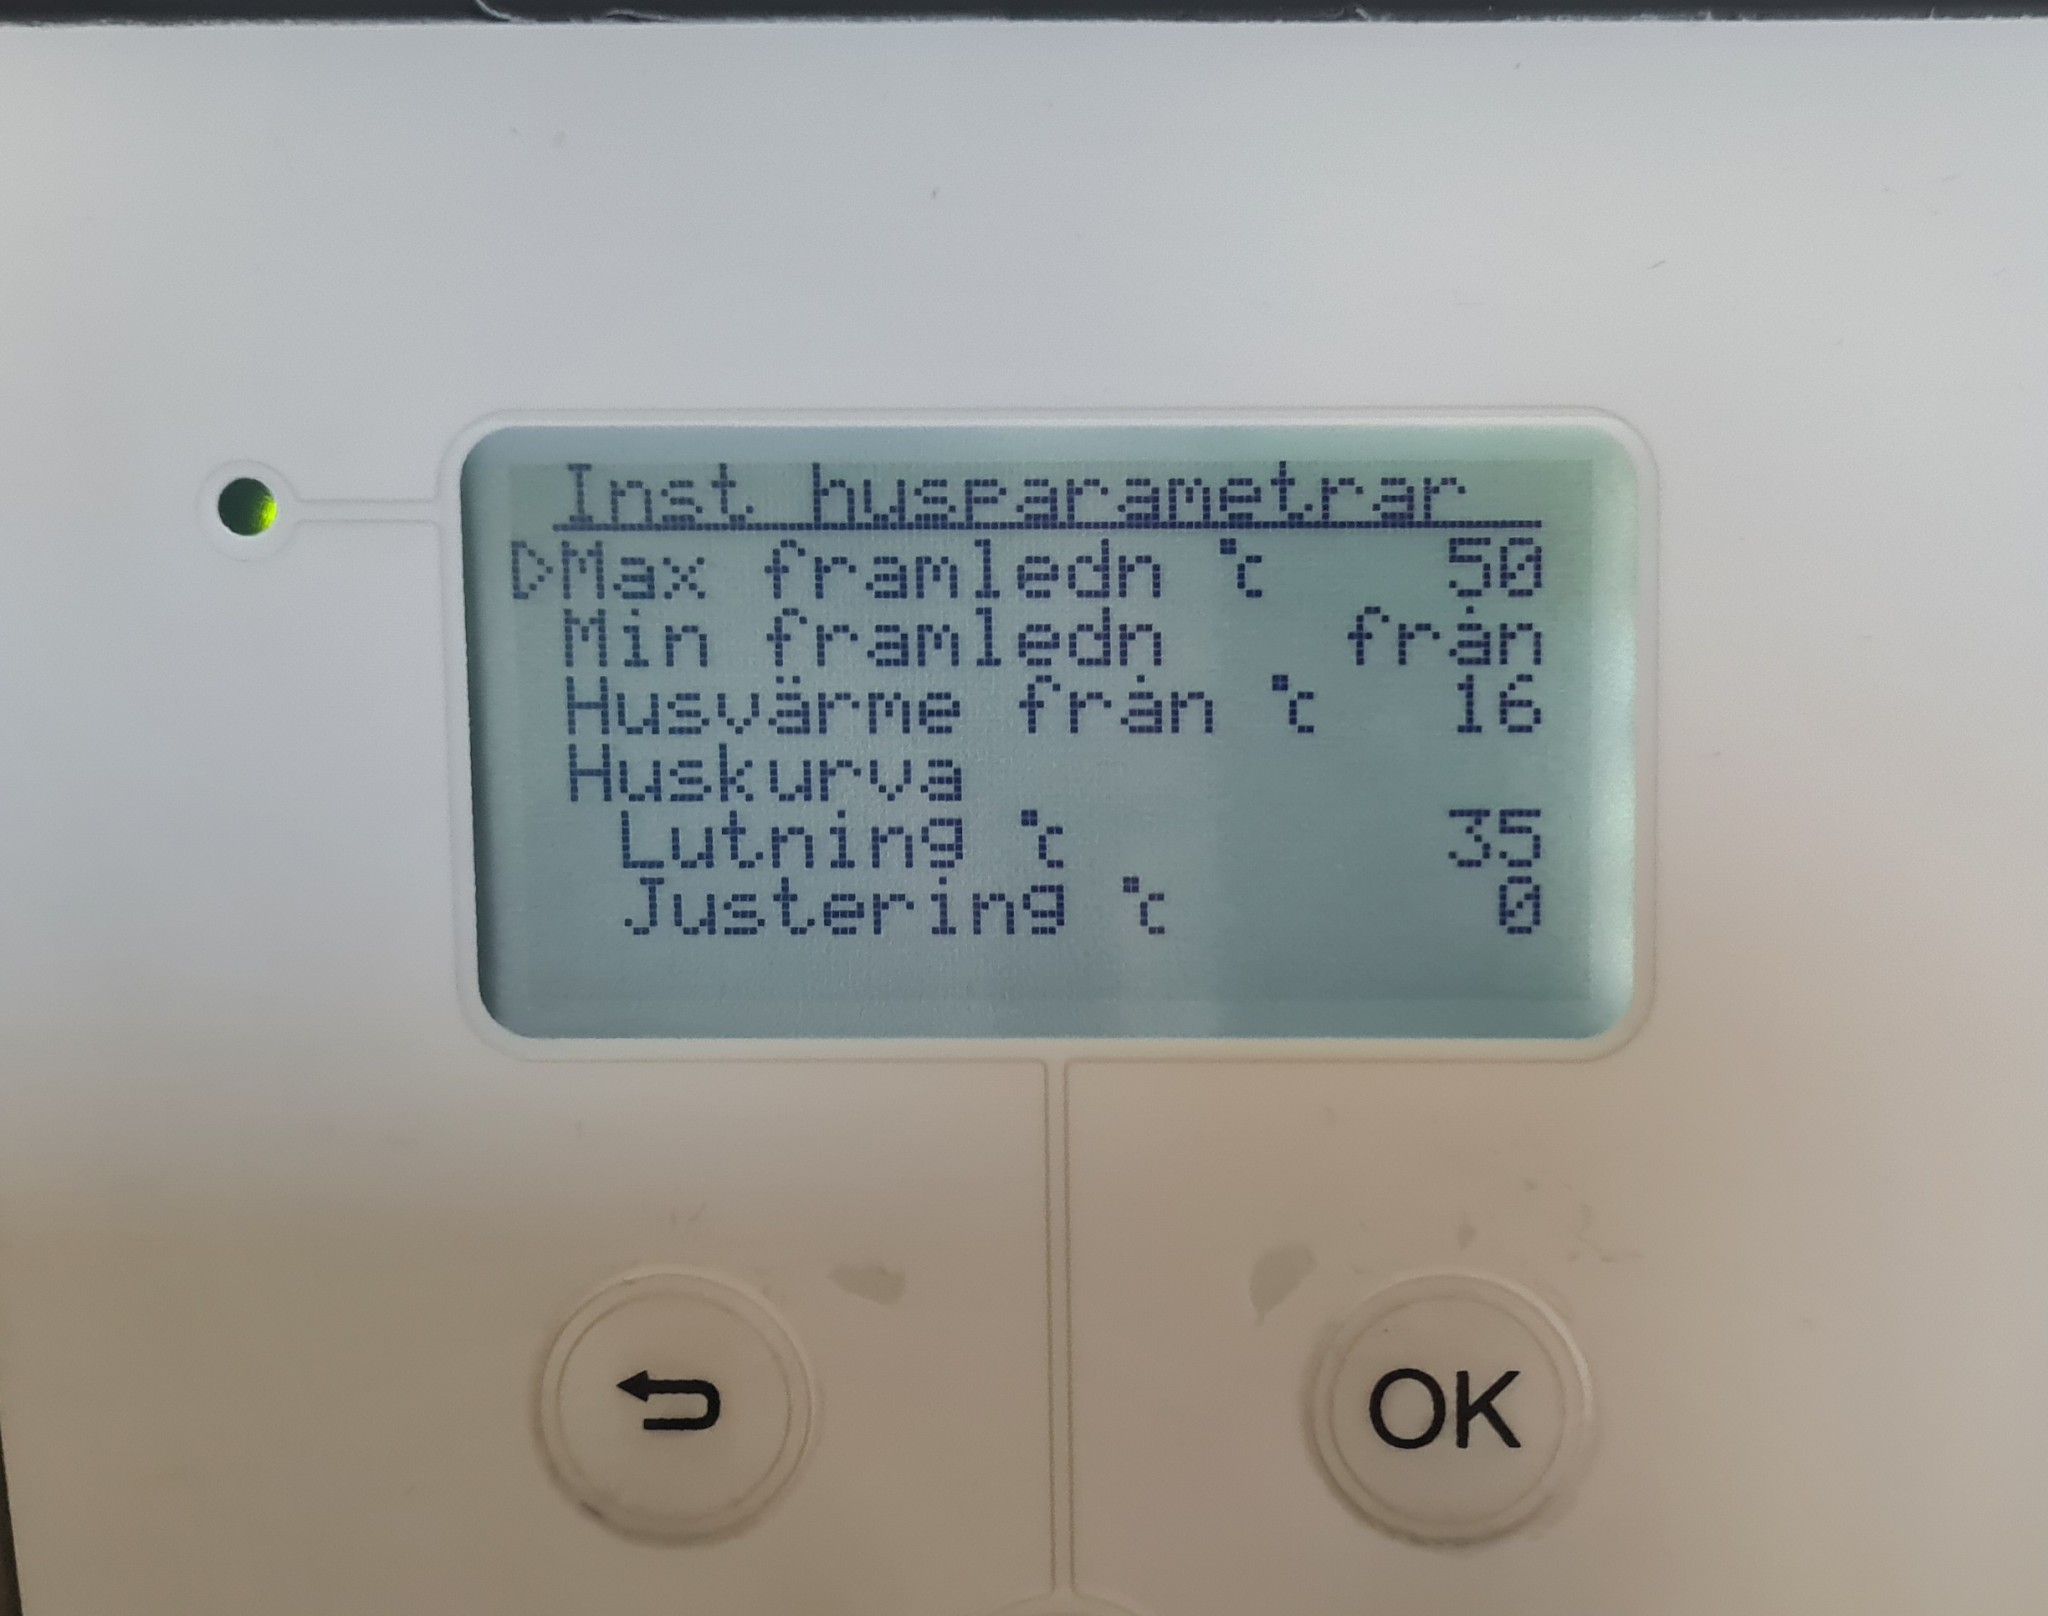 Inst husparametrar
Max framledn °c 50
Min framledn från
Husvärme från °c 16
Huskurva
Lutning °c 35
Justering °c 0
OK